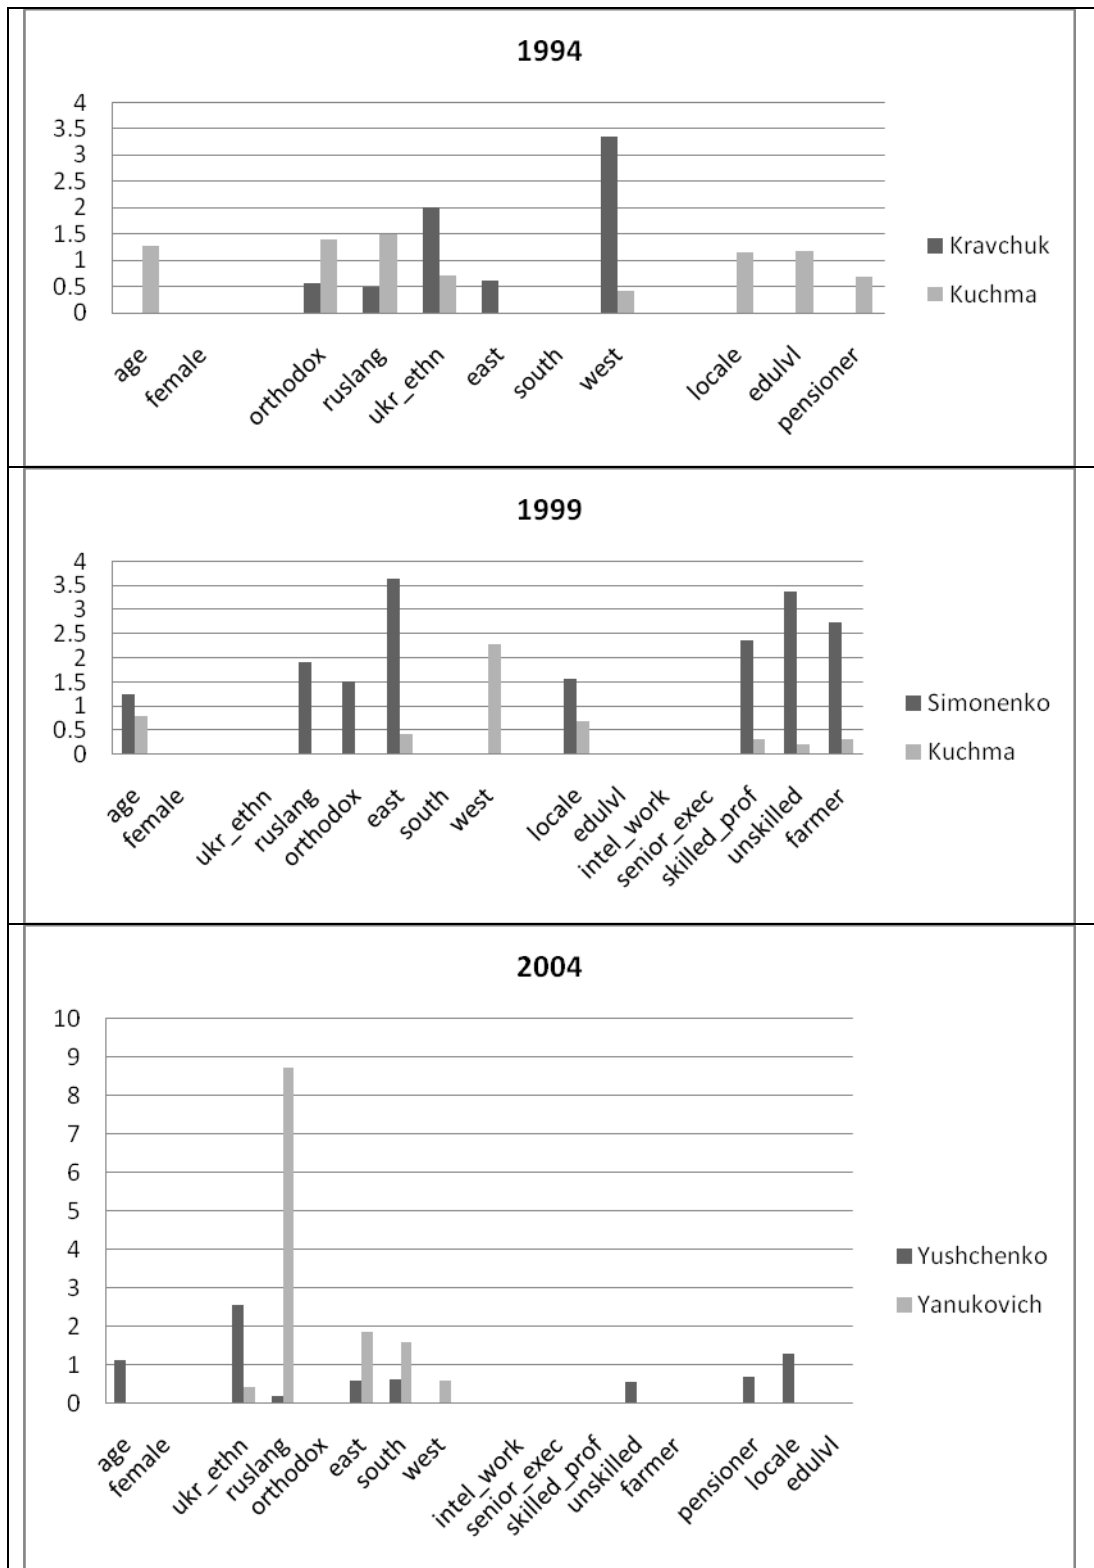 1994
4
3.5
3
2.5
2
1.5
1
0.5
0
age
female
orthodox
ruslang
ukr_ethn
east
south
west
locale
edulvl
pensioner
Kravchuk
Kuchma
1999
4
3.5
3
2.5
2
1.5
1
0.5
0
age
female
ukr_ethn
ruslang
orthodox
east
south
west
locale
edulvl
intel_work
senior_exec
skilled_prof
unskilled
farmer
Simonenko
Kuchma
2004
10
9
8
7
6
5
4
3
2
1
0
age
female
ukr_ethn
ruslang
orthodox
east
south
west
intel_work
senior_exec
skilled_prof
unskilled
farmer
pensioner
locale
edulvl
Yushchenko
Yanukovich